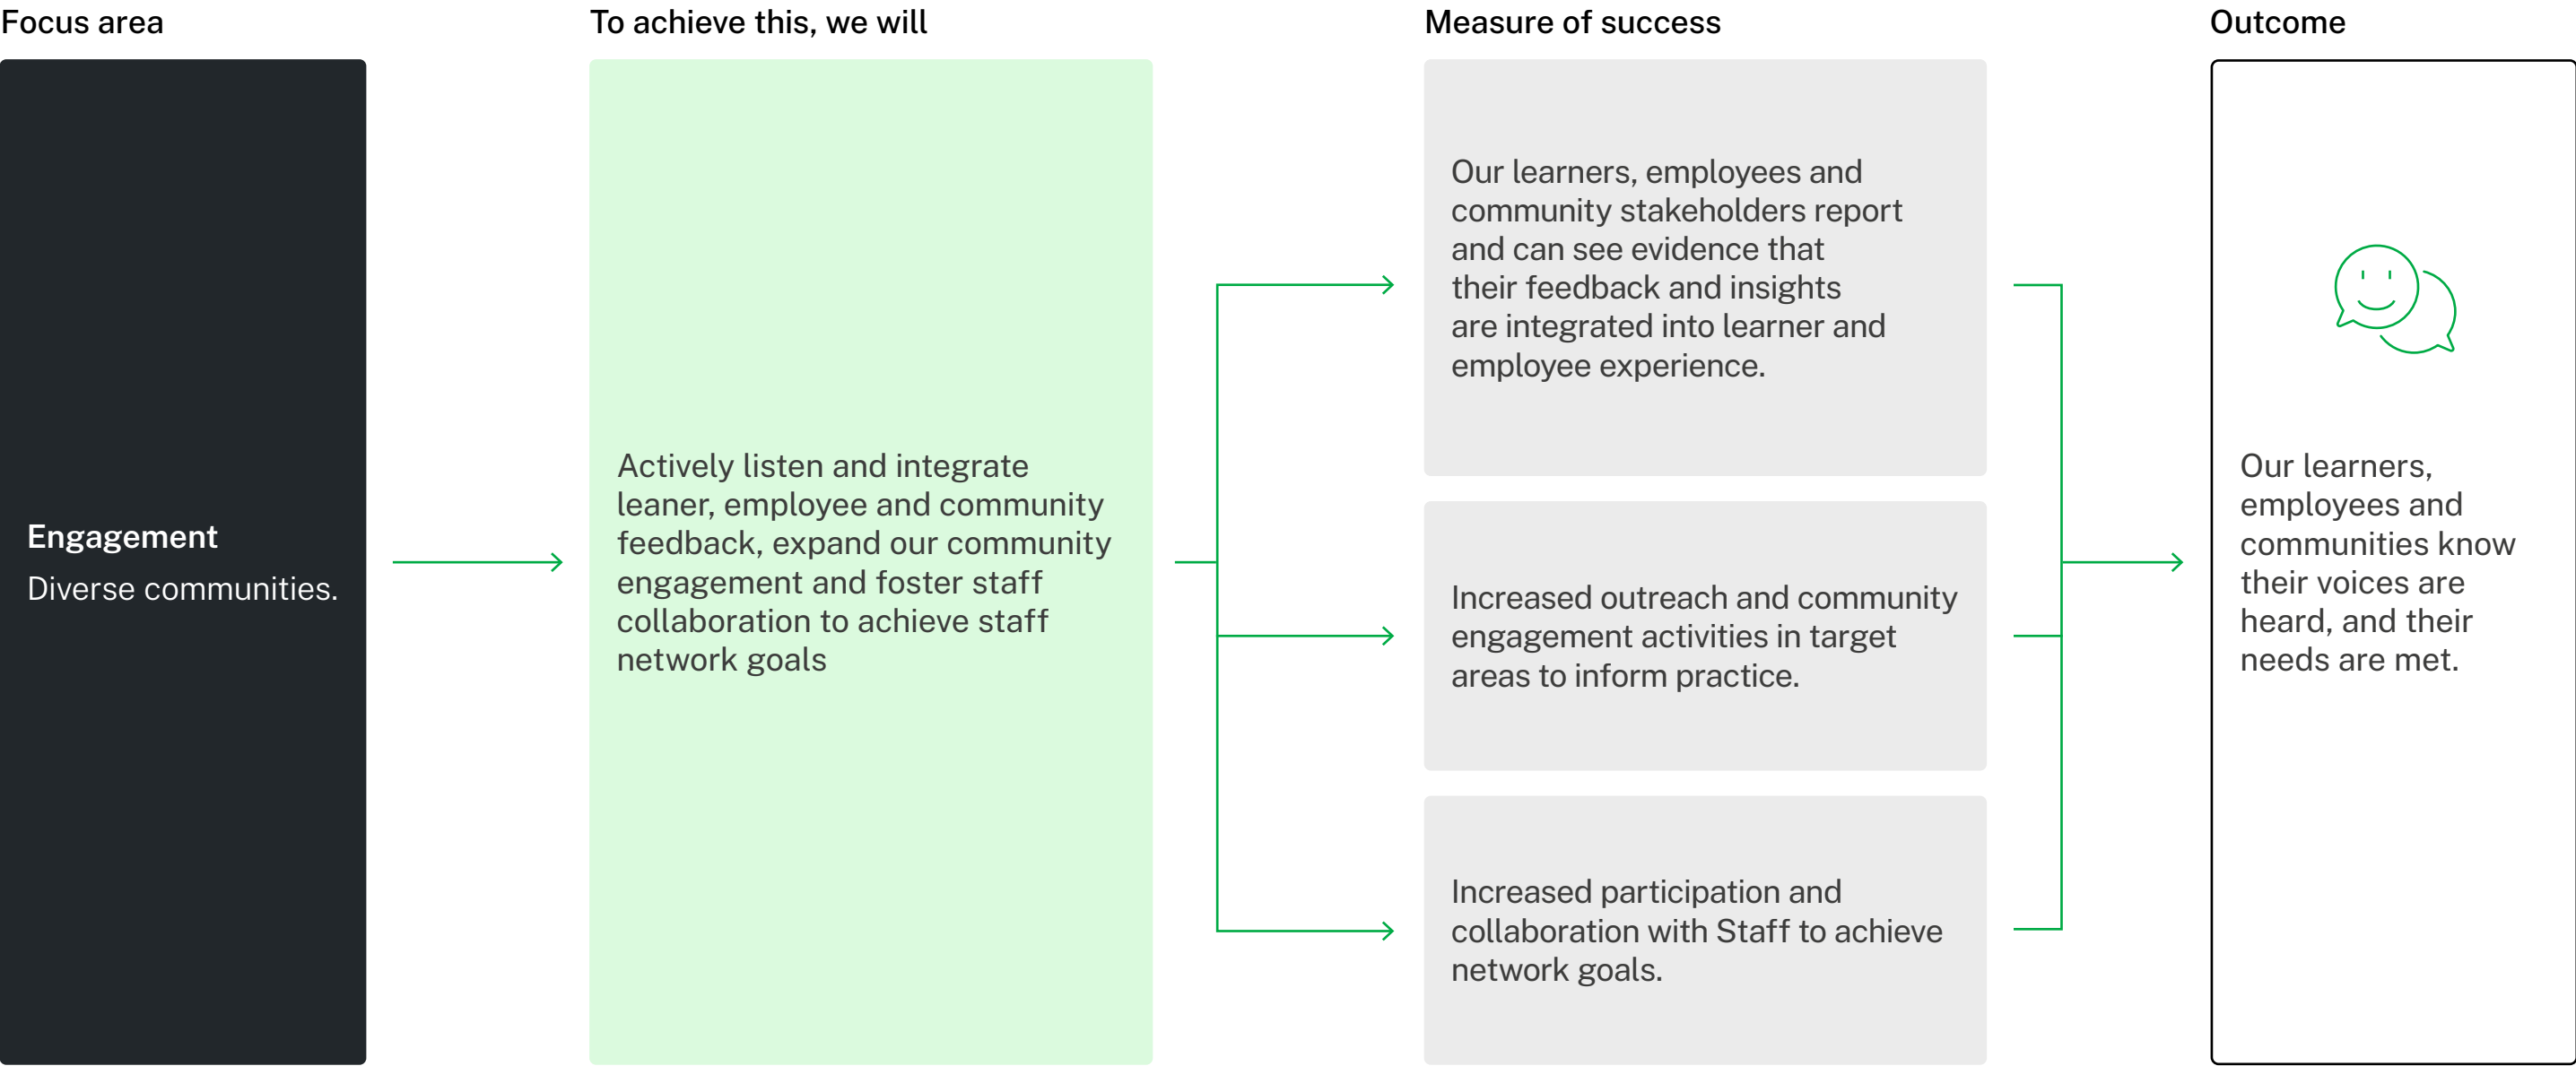 Focus area
To achieve this, we will
Measure of success
Outcome
Engagement
Diverse communities.
Actively listen and integrate
leaner, employee and community
feedback, expand our community
engagement and foster staff
collaboration to achieve staff
network goals
Our learners, employees and
community stakeholders report
and can see evidence that
their feedback and insights
are integrated into learner and
employee experience.
Increased outreach and community
engagement activities in target
areas to inform practice.
Increased participation and
collaboration with Staff to achieve
network goals.
Our learners,
employees and
communities know
their voices are
heard, and their
needs are met.